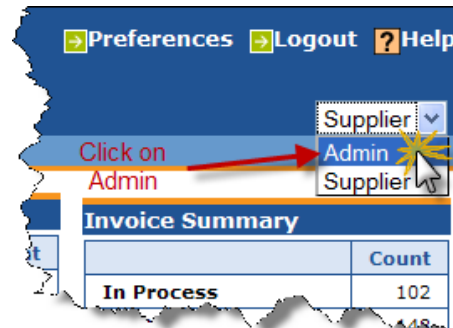 Preferences Logout ? Help
Supplier
Click on Admin
Admin Supplier
Invoice Summary
Count
In Process 102